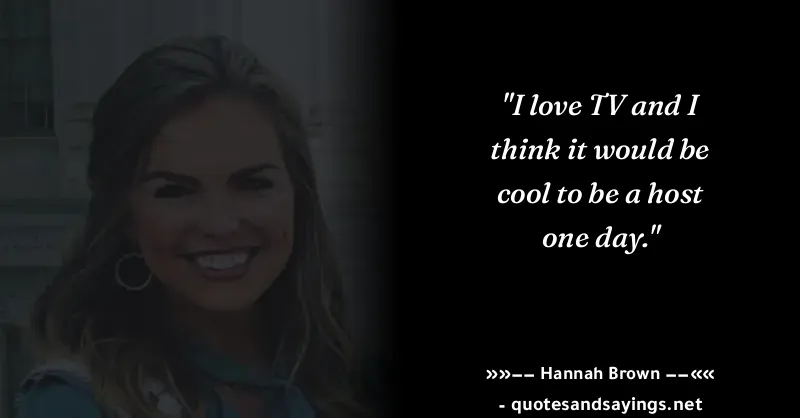 "I love TV and I
think it would be
cool to be a host
one day."
»»–– Hannah Brown ––««
- quotesandsayings.net